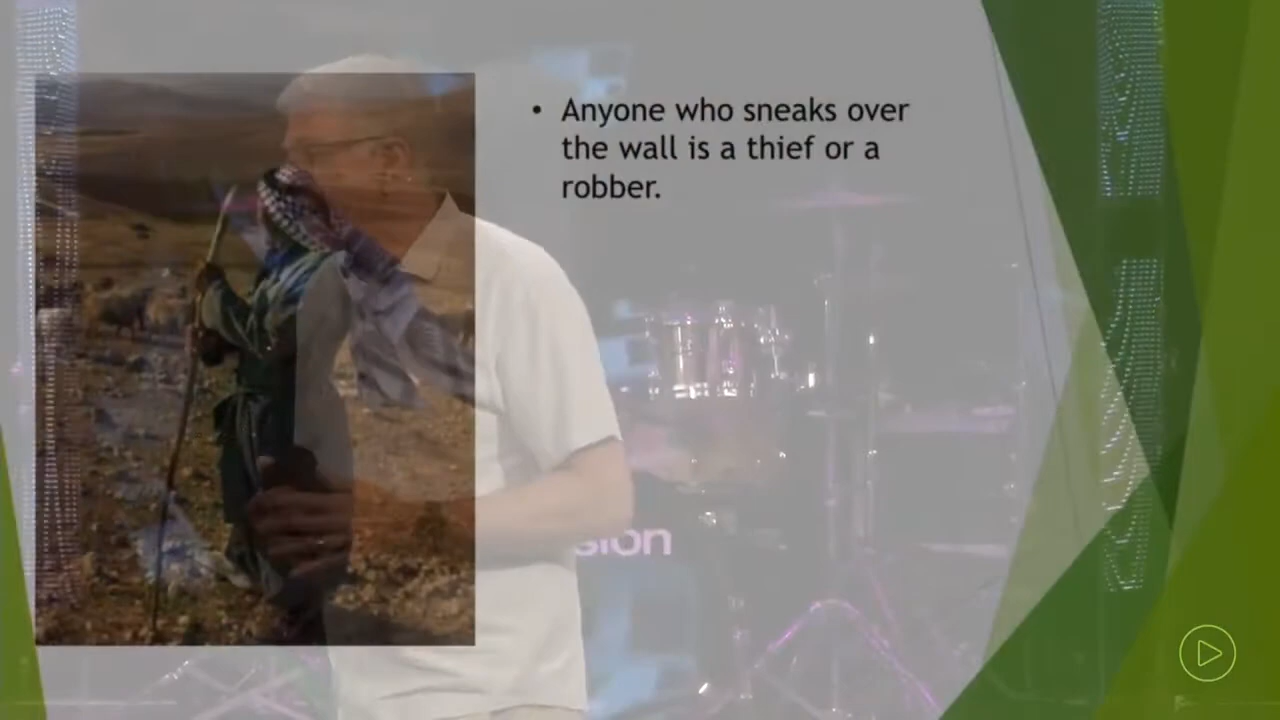 • Anyone who sneaks over
the wall is a thief or a
robber.
sion